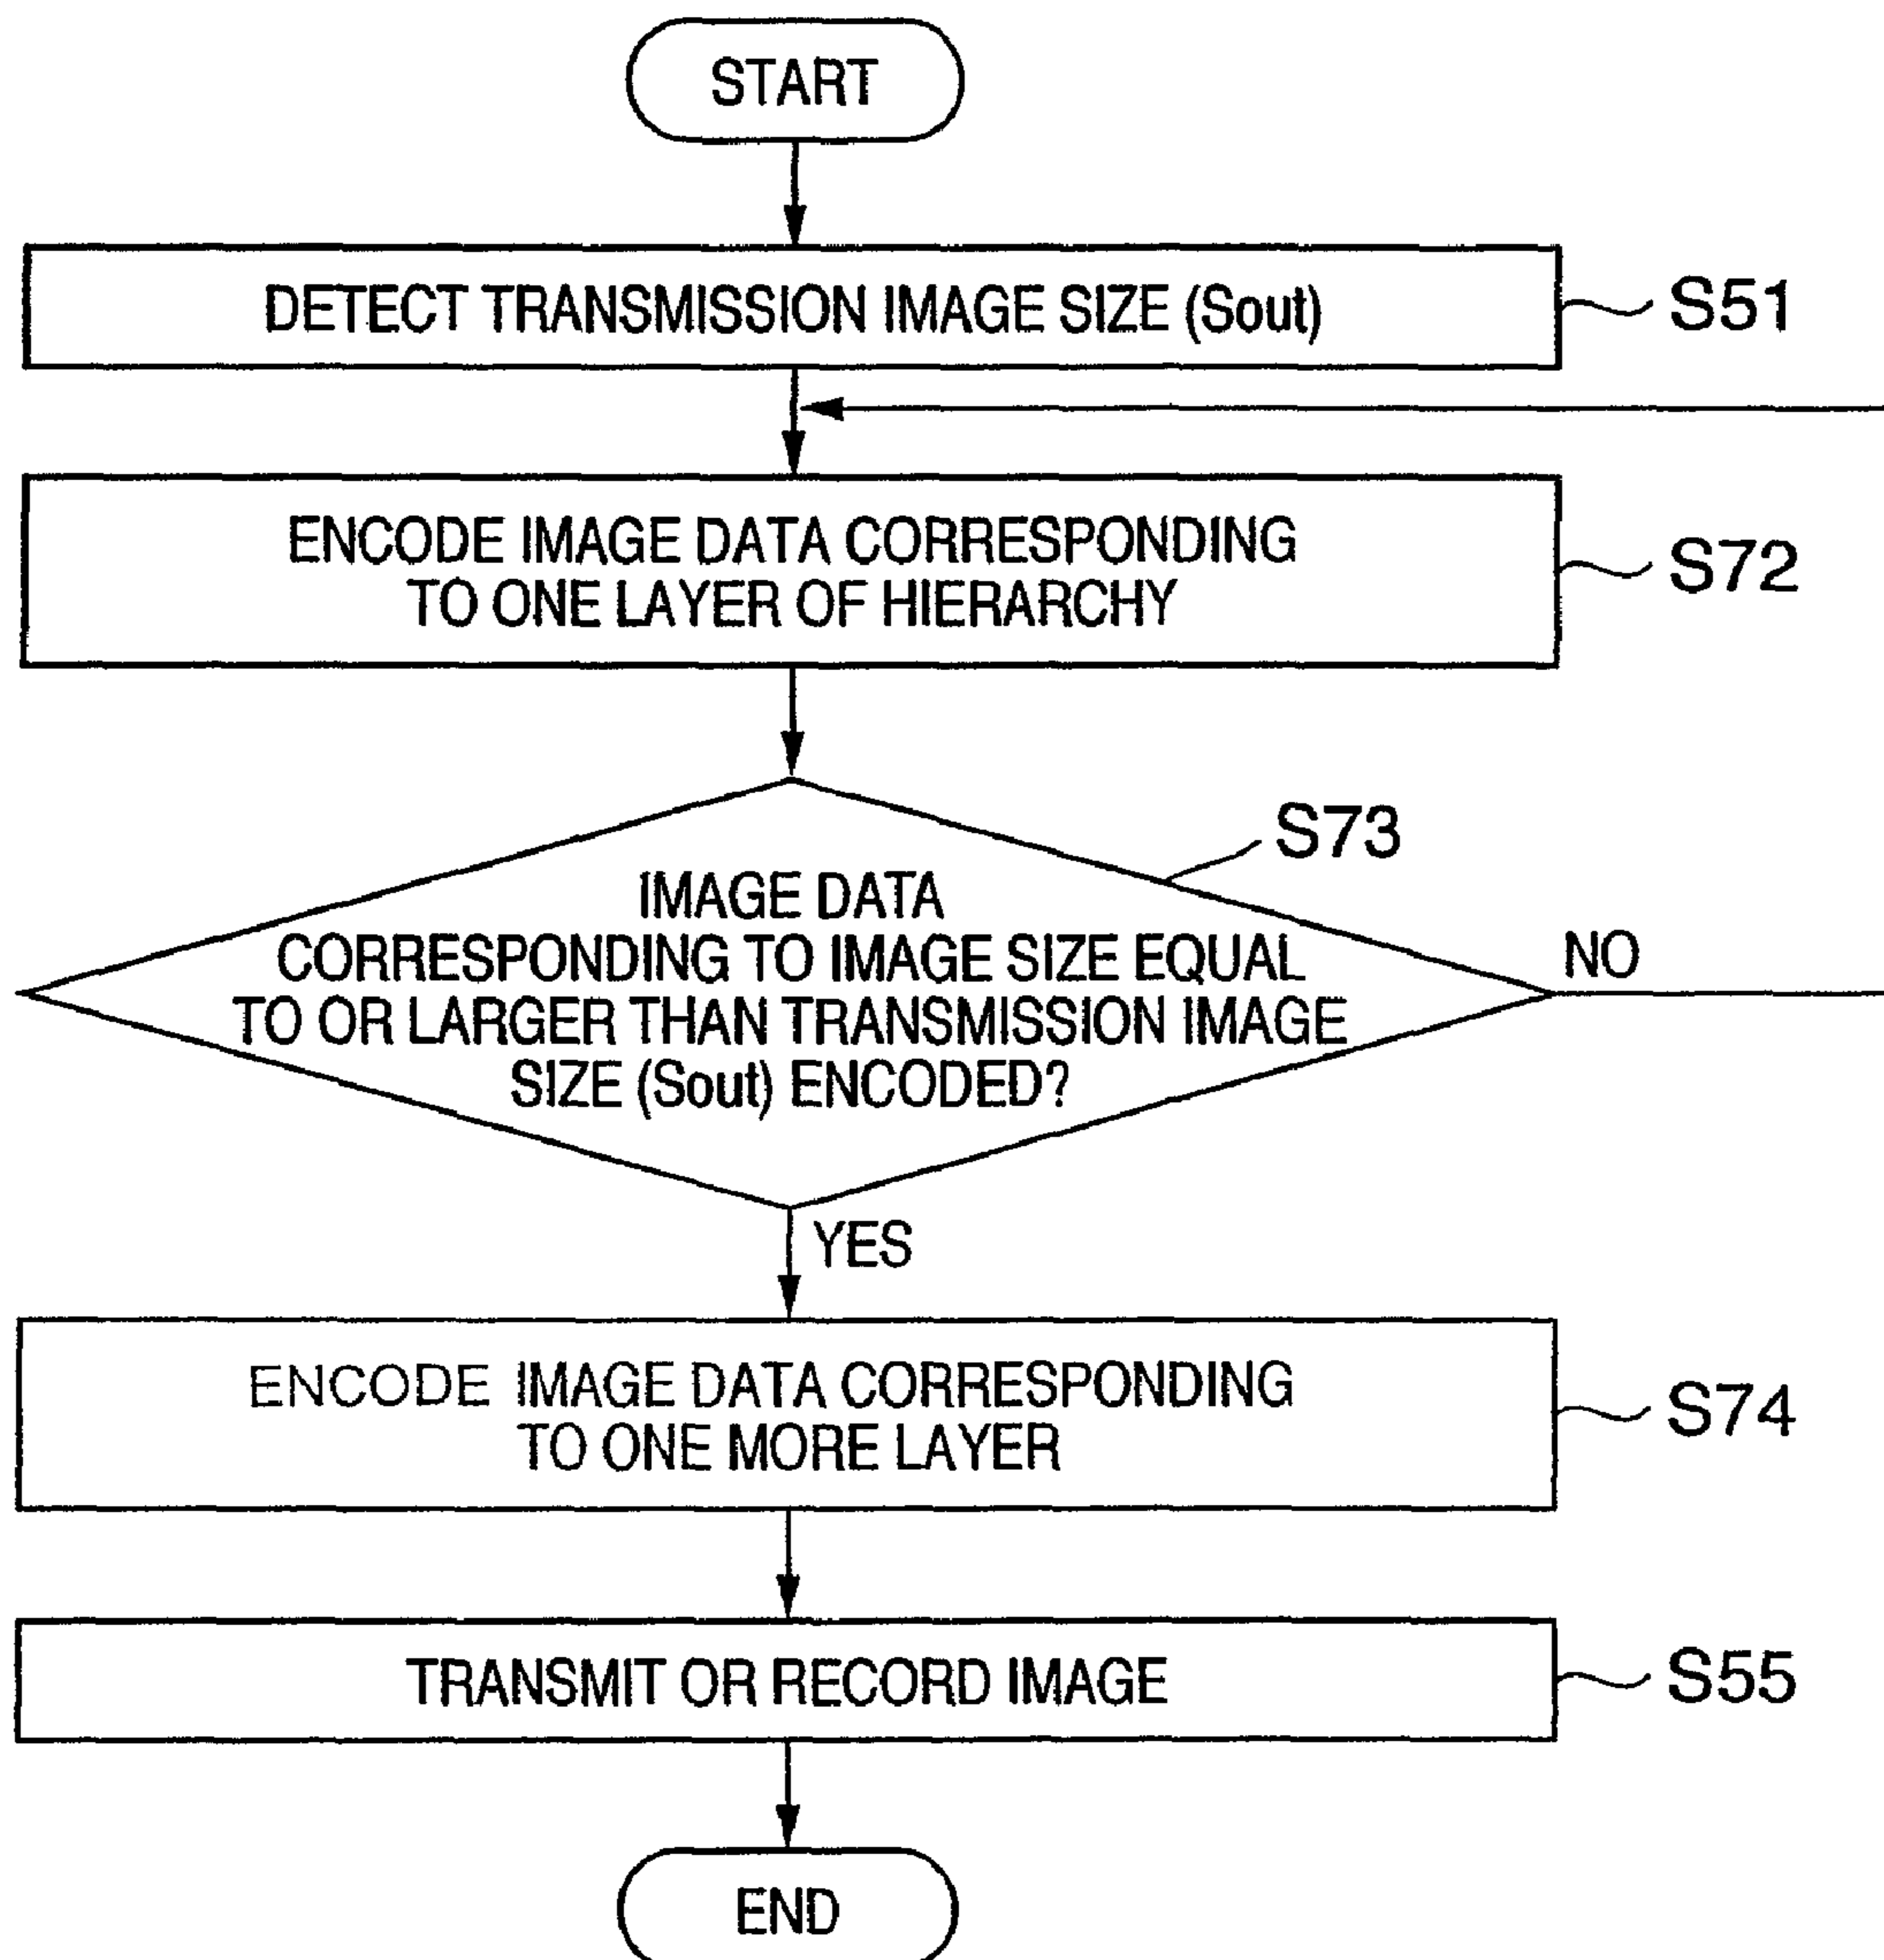 START
DETECT TRANSMISSION IMAGE SIZE (Sout)
S51
ENCODE IMAGE DATA CORRESPONDING
TO ONE LAYER OF HIERARCHY
S72
S73
IMAGE DATA
CORRESPONDING TO IMAGE SIZE EQUAL
TO OR LARGER THAN TRANSMISSION IMAGE
SIZE (Sout) ENCODED?
NO
YES
ENCODE IMAGE DATA CORRESPONDING
TO ONE MORE LAYER
S74
TRANSMIT OR RECORD IMAGE
S55
END